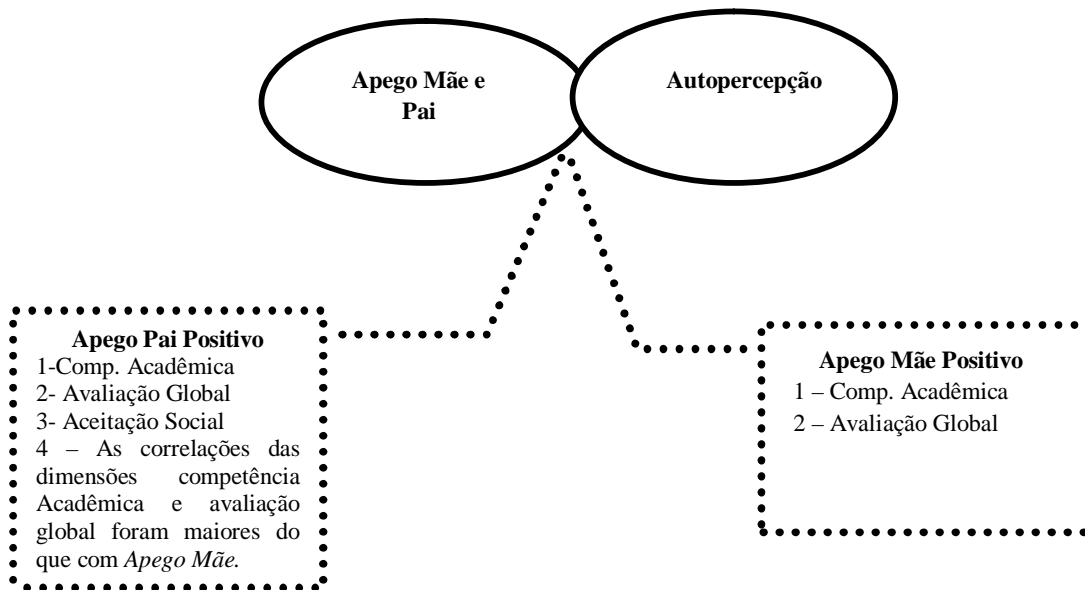 Apego Mãe e
Pai
Autopercepção
Apego Pai Positivo
1-Comp. Acadêmica
2- Avaliação Global
3- Aceitação Social
4 – As correlações das
dimensões competência
Acadêmica e avaliação
global foram maiores do
que com Apego Mãe.
Apego Mãe Positivo
1 – Comp. Acadêmica
2 – Avaliação Global